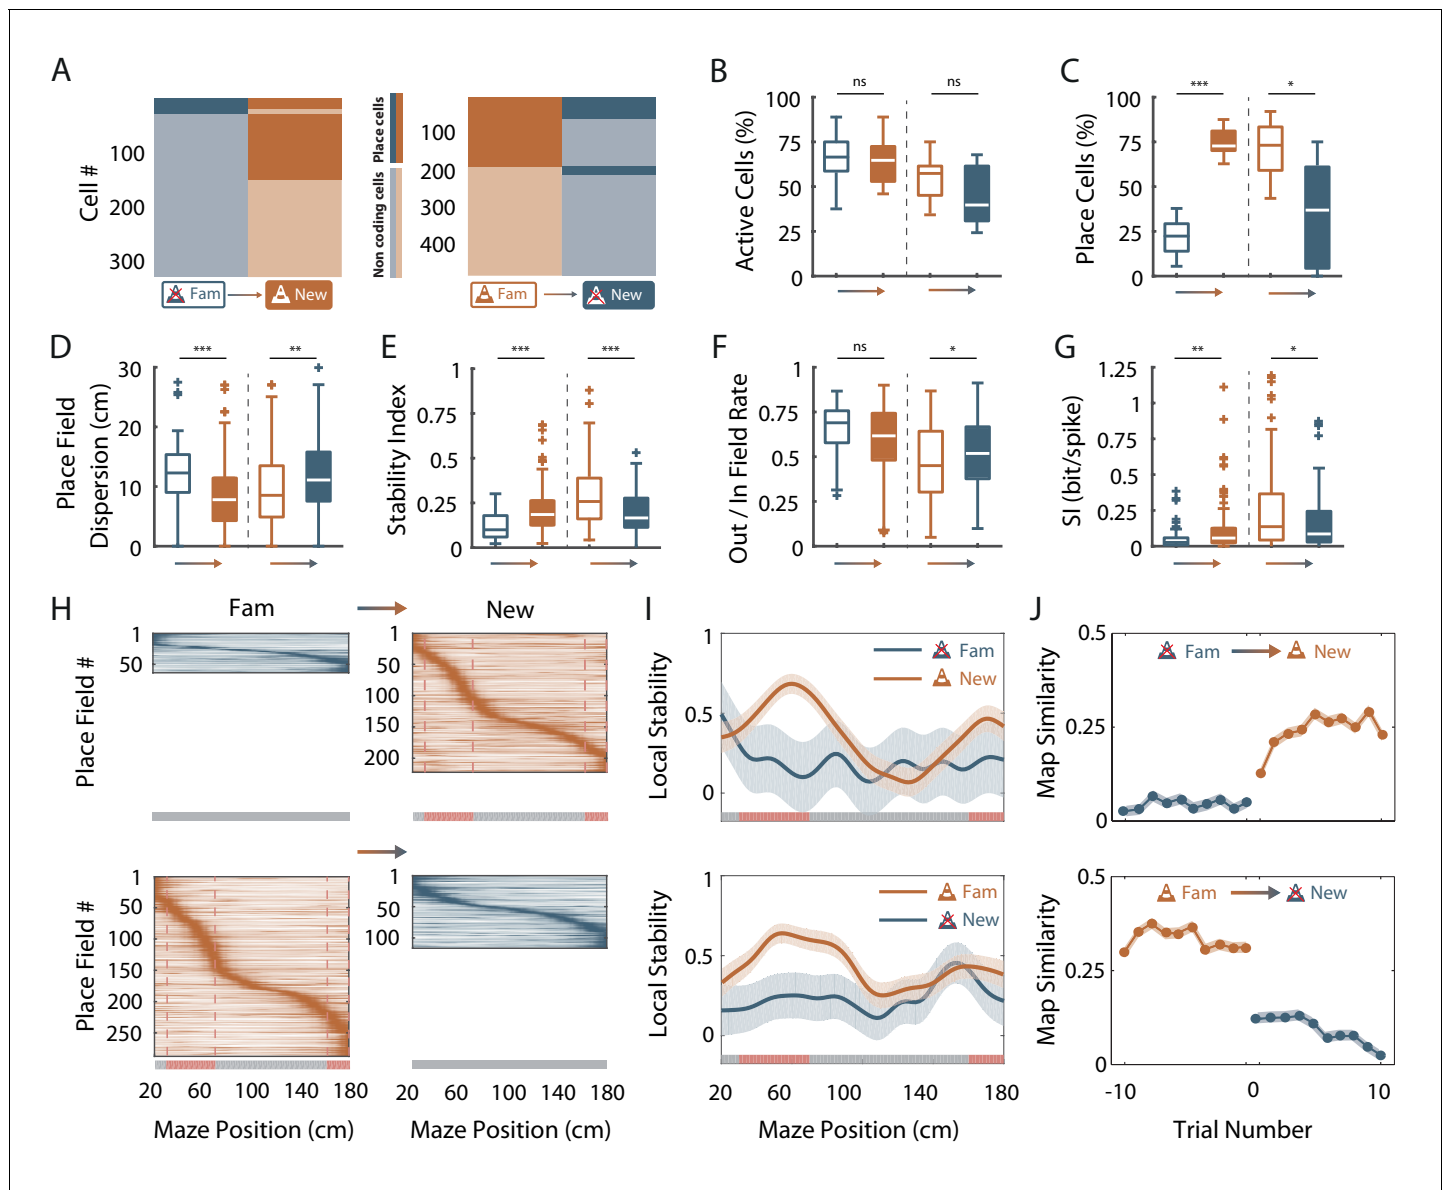 A
Cell #
100
200
300
Fam
New
Place cells
Non coding cells
100
200
300
400
Fam
New
B
Active Cells (%)
100
75
50
25
0
ns
ns
C
Place Cells (%)
100
75
50
25
0
***
*
D
Place Field
Dispersion (cm)
30
20
10
0
***
**
E
Stability Index
1
0.75
0.5
0.25
0
***
***
F
Out / In Field Rate
1
0.75
0.5
0.25
0
ns
*
G
SI (bit/spike)
1.25
1
0.75
0.5
0.25
0
**
*
H
Fam
New
Place Field #
1
50
1
50
100
150
200
Place Field #
1
50
100
150
200
250
1
50
100
20 60 100 140 180
20 60 100 140 180
Maze Position (cm)
Maze Position (cm)
I
Local Stability
1
0.5
0
Fam
New
Local Stability
1
0.5
0
Fam
New
20 60 100 140 180
Maze Position (cm)
J
Map Similarity
0.5
0.25
0
Fam
New
Map Similarity
0.5
0.25
0
Fam
New
-10 0 10
Trial Number